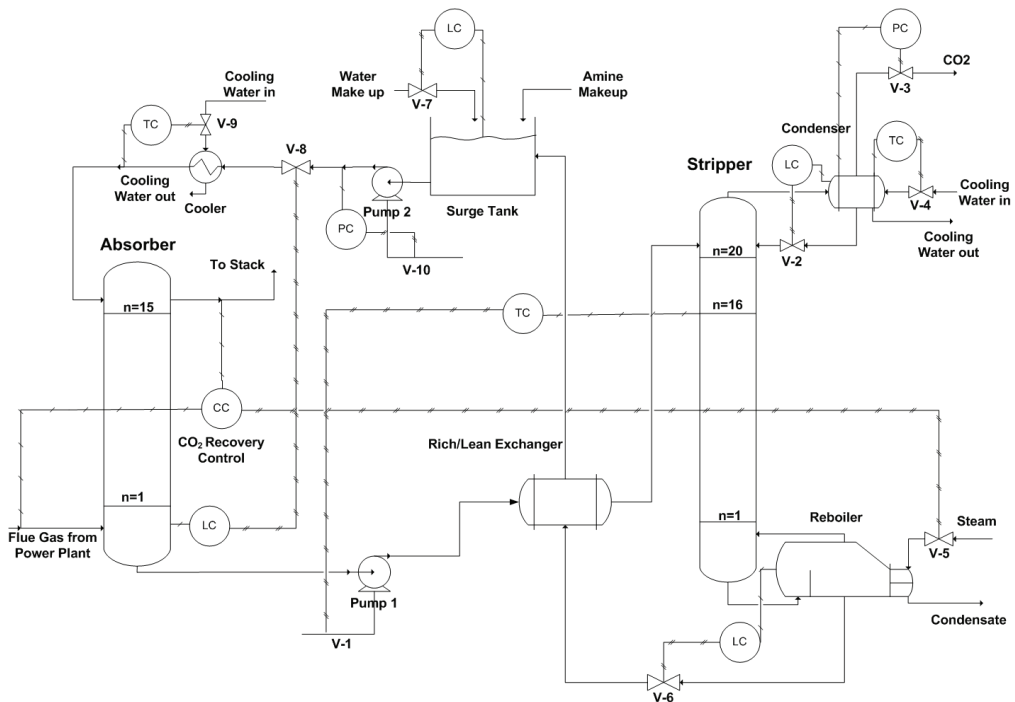 LC
PC
Cooling
Water in
Water
Make up
V-7
Amine
Makeup
CO2
V-3
TC
V-9
V-8
Condenser
TC
LC
Stripper
Cooling
Water out
Cooler
Pump 2
Surge Tank
V-4
Cooling
Water in
PC
V-10
V-2
Cooling
Water out
Absorber
To Stack
n=20
n=15
TC
n=16
CC
CO₂ Recovery
Control
Rich/Lean Exchanger
n=1
LC
n=1
Reboiler
Steam
Flue Gas from
Power Plant
V-5
Pump 1
Condensate
V-1
LC
V-6